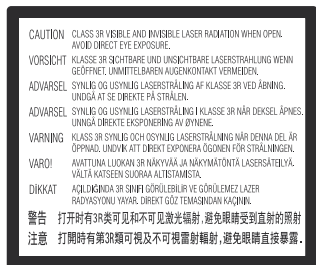 CAUTION CLASS 3R VISIBLE AND INVISIBLE LASER RADIATION WHEN OPEN.
AVOID DIRECT EYE EXPOSURE.
VORSICHT KLASSE 3R SICHTBARE UND UNSICHTBARE LASERSTRAHLUNG WENN
GEÖFFNET. UNMITTELBAREN AUGENKONTAKT VERMEIDEN.
ADVARSEL SYNLIG OG USYNLIG LASERSTRÅLING AF KLASSE 3R VED ÅBNING.
UNDGÅ AT SE DIREKTE PÅ STRÅLEN.
ADVARSEL SYNLIG OG USYNLIG LASERSTRÅLING I KLASSE 3R NÅR DEKSEL ÅPNES.
UNNGÅ DIREKTE EKSPONERING AV ØYNENE.
VARNING KLASS 3R SYNLIG OCH OSYNLIG LASERSTRÅLNING NÄR DENNA DEL ÄR
ÖPPNAD. UNDVIK ATT DIREKT EXPONERA ÖGONEN FÖR STRÅLNINGEN.
VARO! AVATTUNA LUOKAN 3R NÄKYVÄÄ JA NÄKYMÄTÖNTÄ LASERSÄTEILYÄ.
VÄLTÄ KATSEEN SUORAA ALTISTAMISTA.
DİKKAT AÇILDIĞINDA 3R SINIFI GÖRÜLEBİLİR VE GÖRÜLEMEZ LAZER
RADYASYONU YAYAR. DİREKT GÖZ TEMASINDAN KAÇININ.
警告 打开时有3R类可见和不可见激光辐射,避免眼睛受到直射的照射
注意 打開時有第3R類可視及不可視雷射輻射,避免眼睛直接暴露.